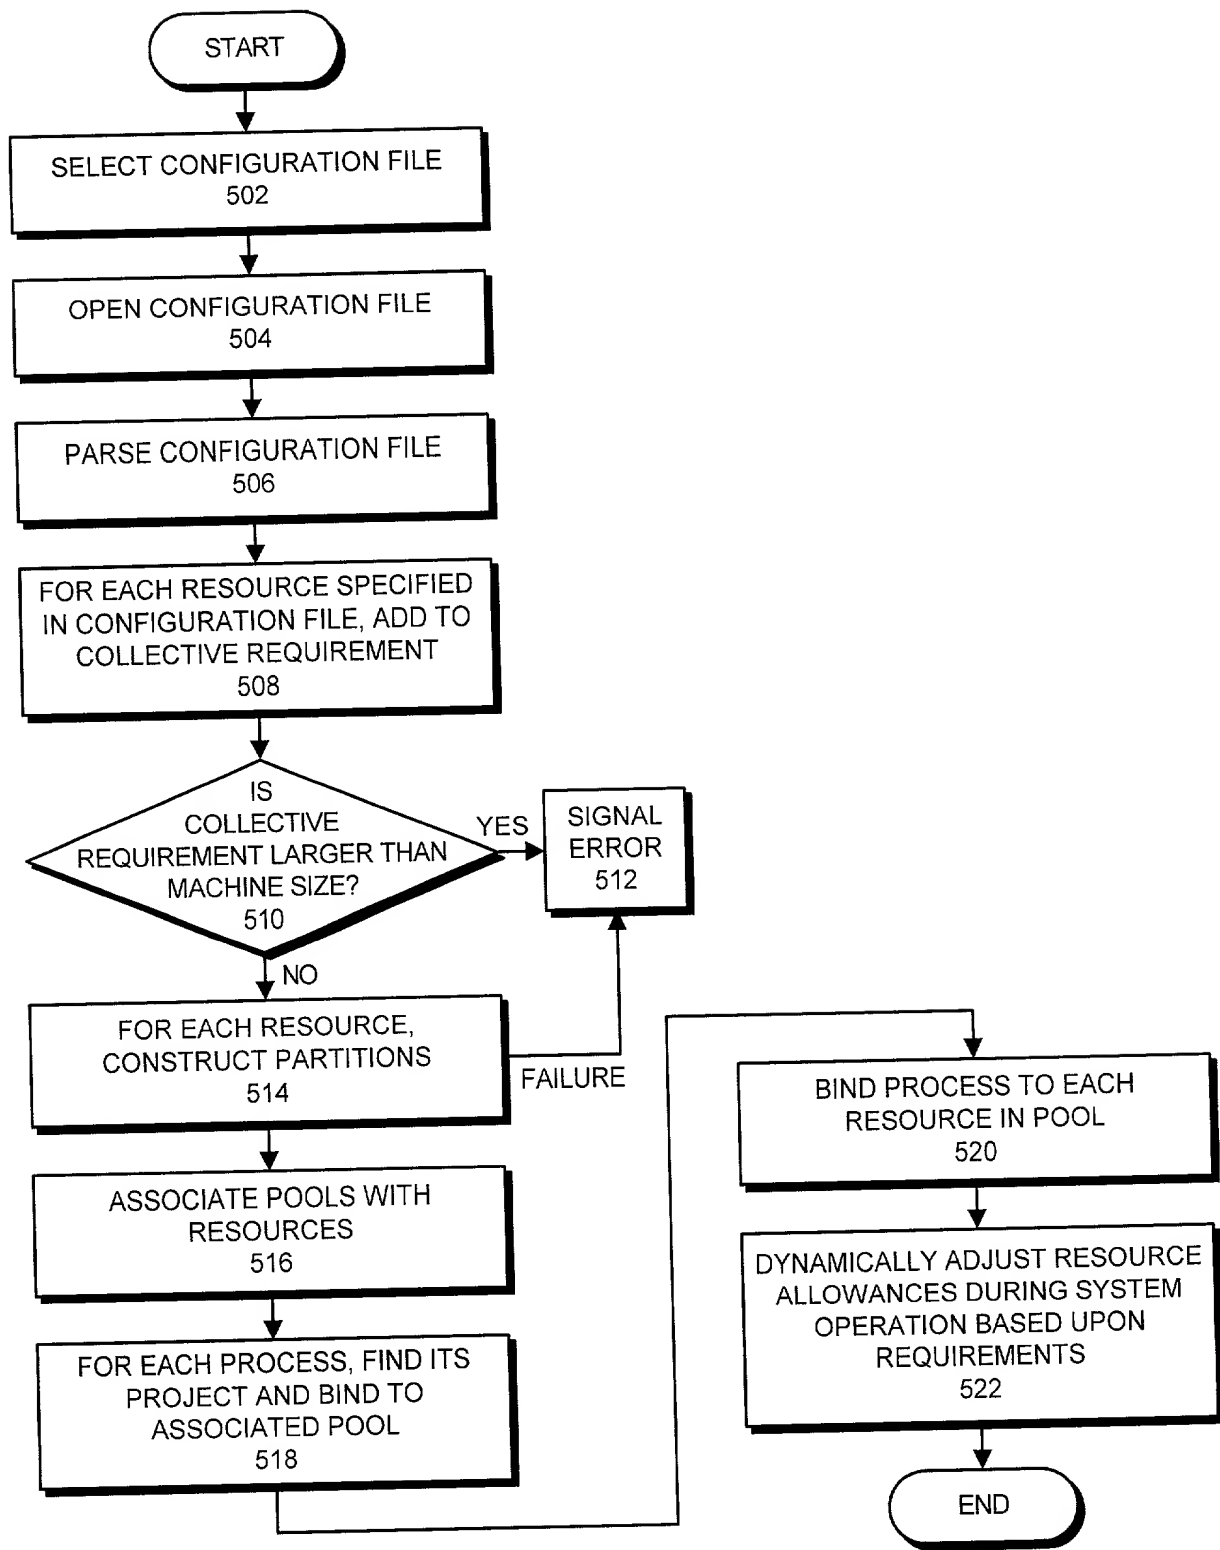 START
SELECT CONFIGURATION FILE
502
OPEN CONFIGURATION FILE
504
PARSE CONFIGURATION FILE
506
FOR EACH RESOURCE SPECIFIED
IN CONFIGURATION FILE, ADD TO
COLLECTIVE REQUIREMENT
508
IS
COLLECTIVE
REQUIREMENT LARGER THAN
MACHINE SIZE?
510
YES
SIGNAL
ERROR
512
NO
FOR EACH RESOURCE,
CONSTRUCT PARTITIONS
514
FAILURE
ASSOCIATE POOLS WITH
RESOURCES
516
FOR EACH PROCESS, FIND ITS
PROJECT AND BIND TO
ASSOCIATED POOL
518
BIND PROCESS TO EACH
RESOURCE IN POOL
520
DYNAMICALLY ADJUST RESOURCE
ALLOWANCES DURING SYSTEM
OPERATION BASED UPON
REQUIREMENTS
522
END